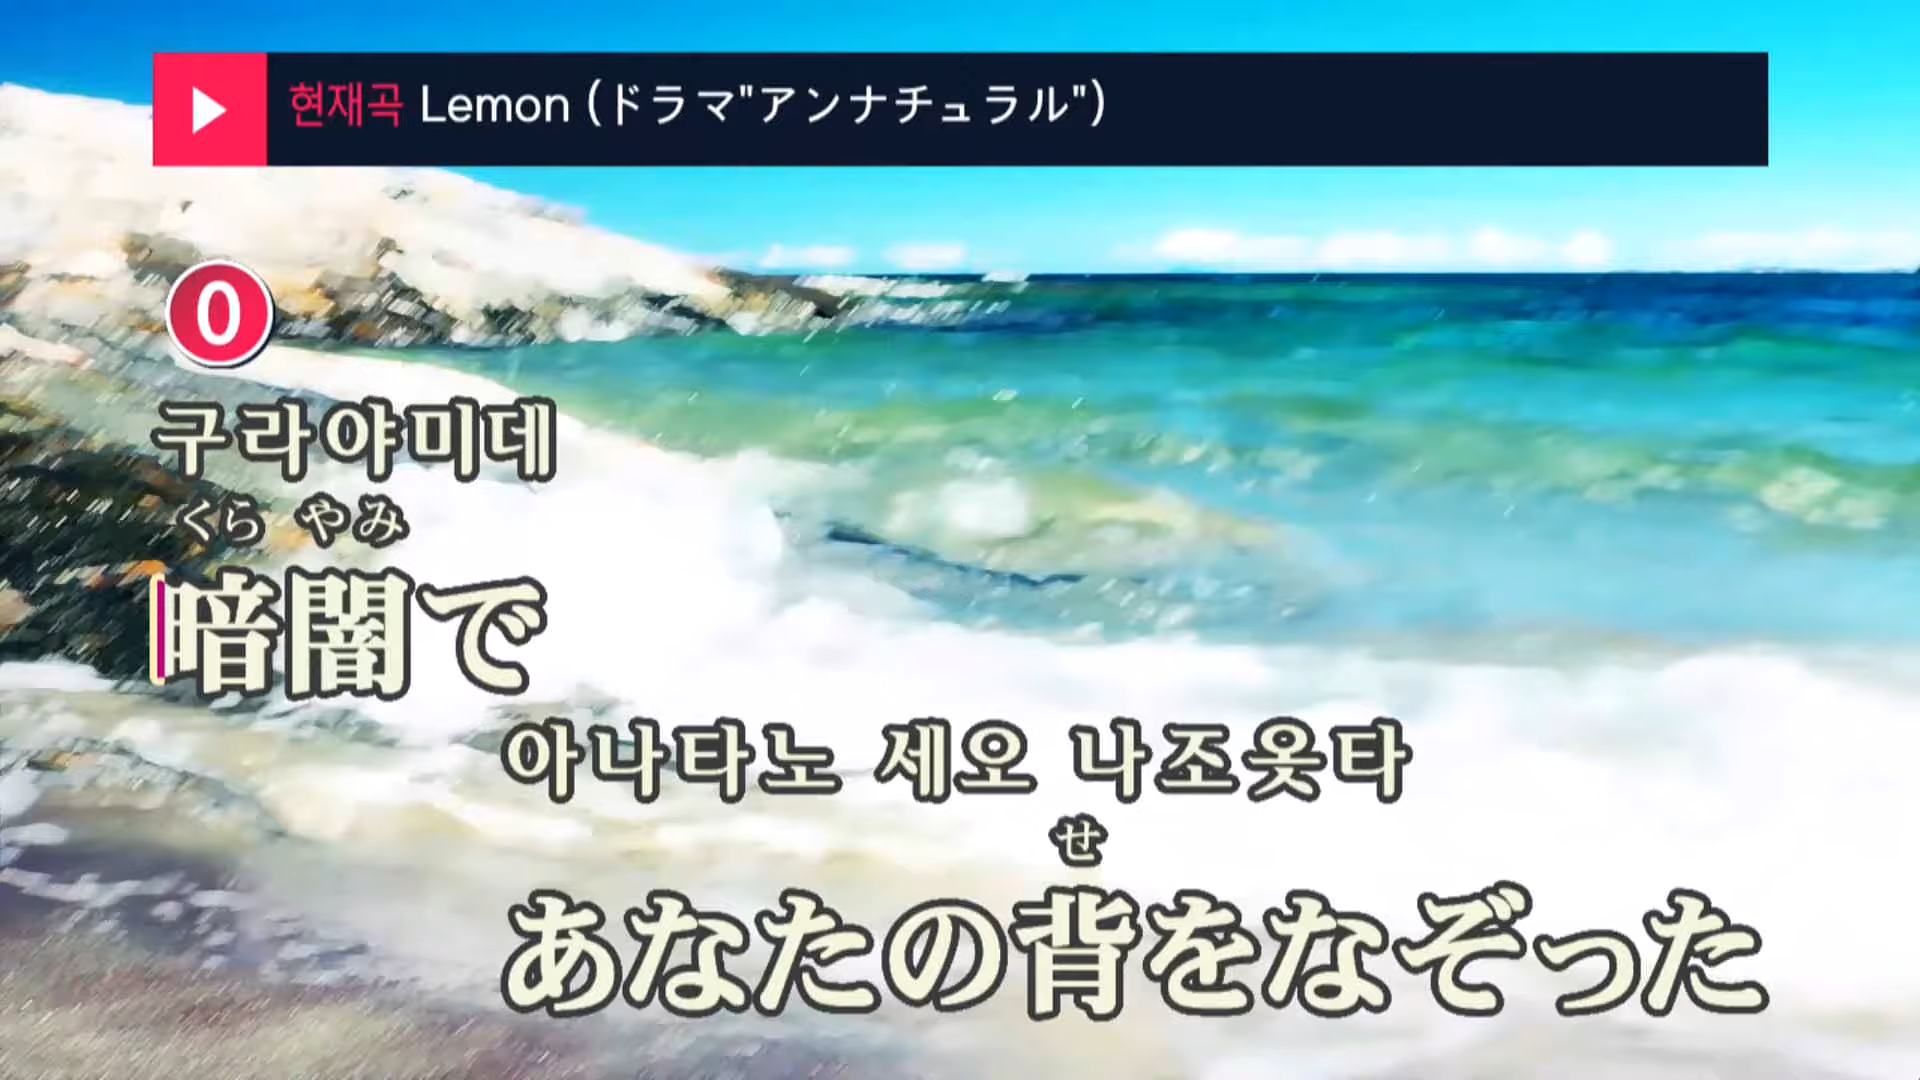 현재곡 Lemon (ドラマ"アンナチュラル")
0
구라야미데
くら やみ
暗闇で
아나타노 세오 나조옷타
せ
あなたの背をなぞった